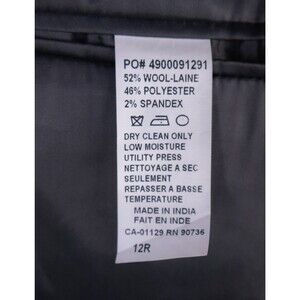 PO# 4900091291
52% WOOL-LAINE
46% POLYESTER
2% SPANDEX
DRY CLEAN ONLY
LOW MOISTURE
UTILITY PRESS
NETTOYAGE A SEC
SEULEMENT
REPASSER A BASSE
TEMPERATURE
MADE IN INDIA
FAIT EN INDE
CA-01129 RN 90736
12R